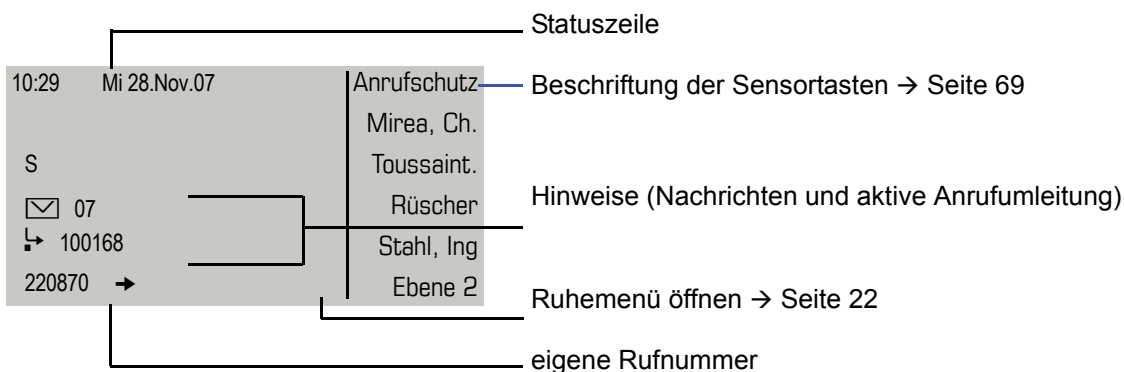 Statuszeile
10:29 Mi 28.Nov.07 Anrufschutz
Beschriftung der Sensortasten → Seite 69
Mirea, Ch.
S Toussaint.
07 Rüscher
Hinweise (Nachrichten und aktive Anrufumleitung)
100168 Stahl, Ing
220870 → Ebene 2
Ruhemenü öffnen → Seite 22
eigene Rufnummer